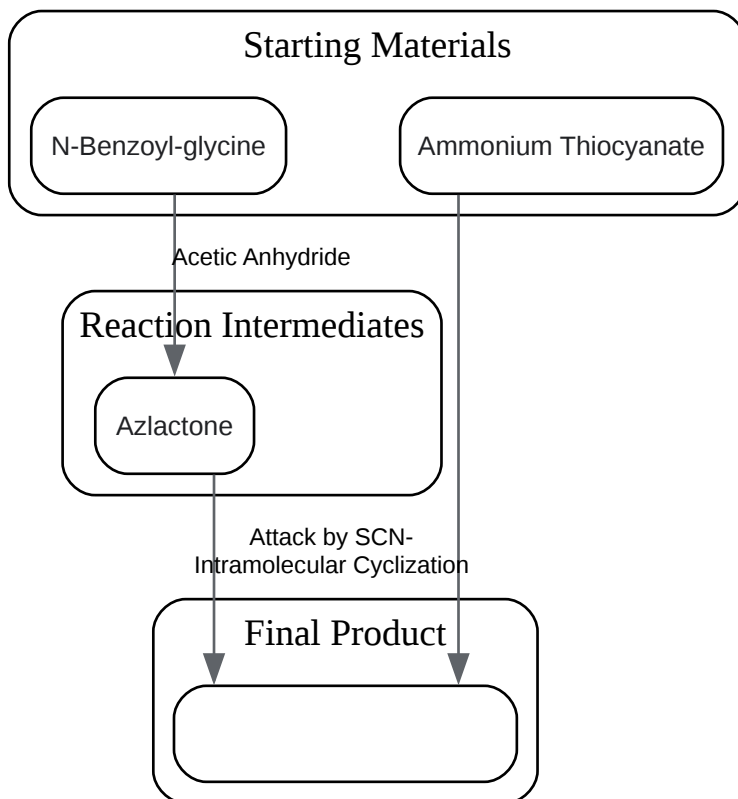 Starting Materials
N-Benzoyl-glycine
Ammonium Thiocyanate
Acetic Anhydride
Reaction Intermediates
Azlactone
Attack by SCN-
Intramolecular Cyclization
Final Product